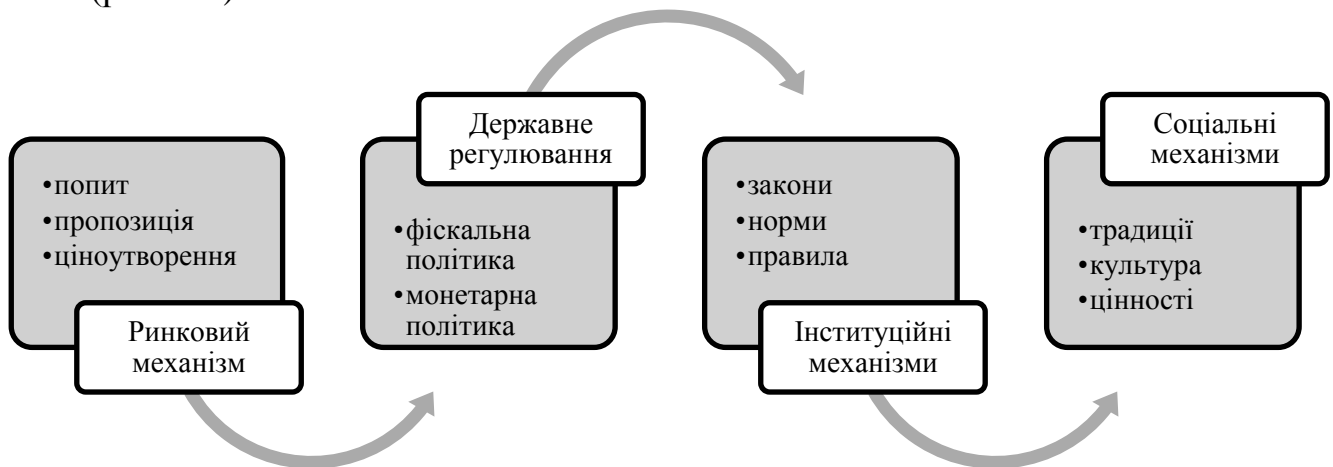 •попит
•пропозиція
•ціноутворення
Ринковий
механізм
Державне
регулювання
•фіскальна
політика
•монетарна
політика
•закони
•норми
•правила
Інституційні
механізми
Соціальні
механізми
•традиції
•культура
•цінності